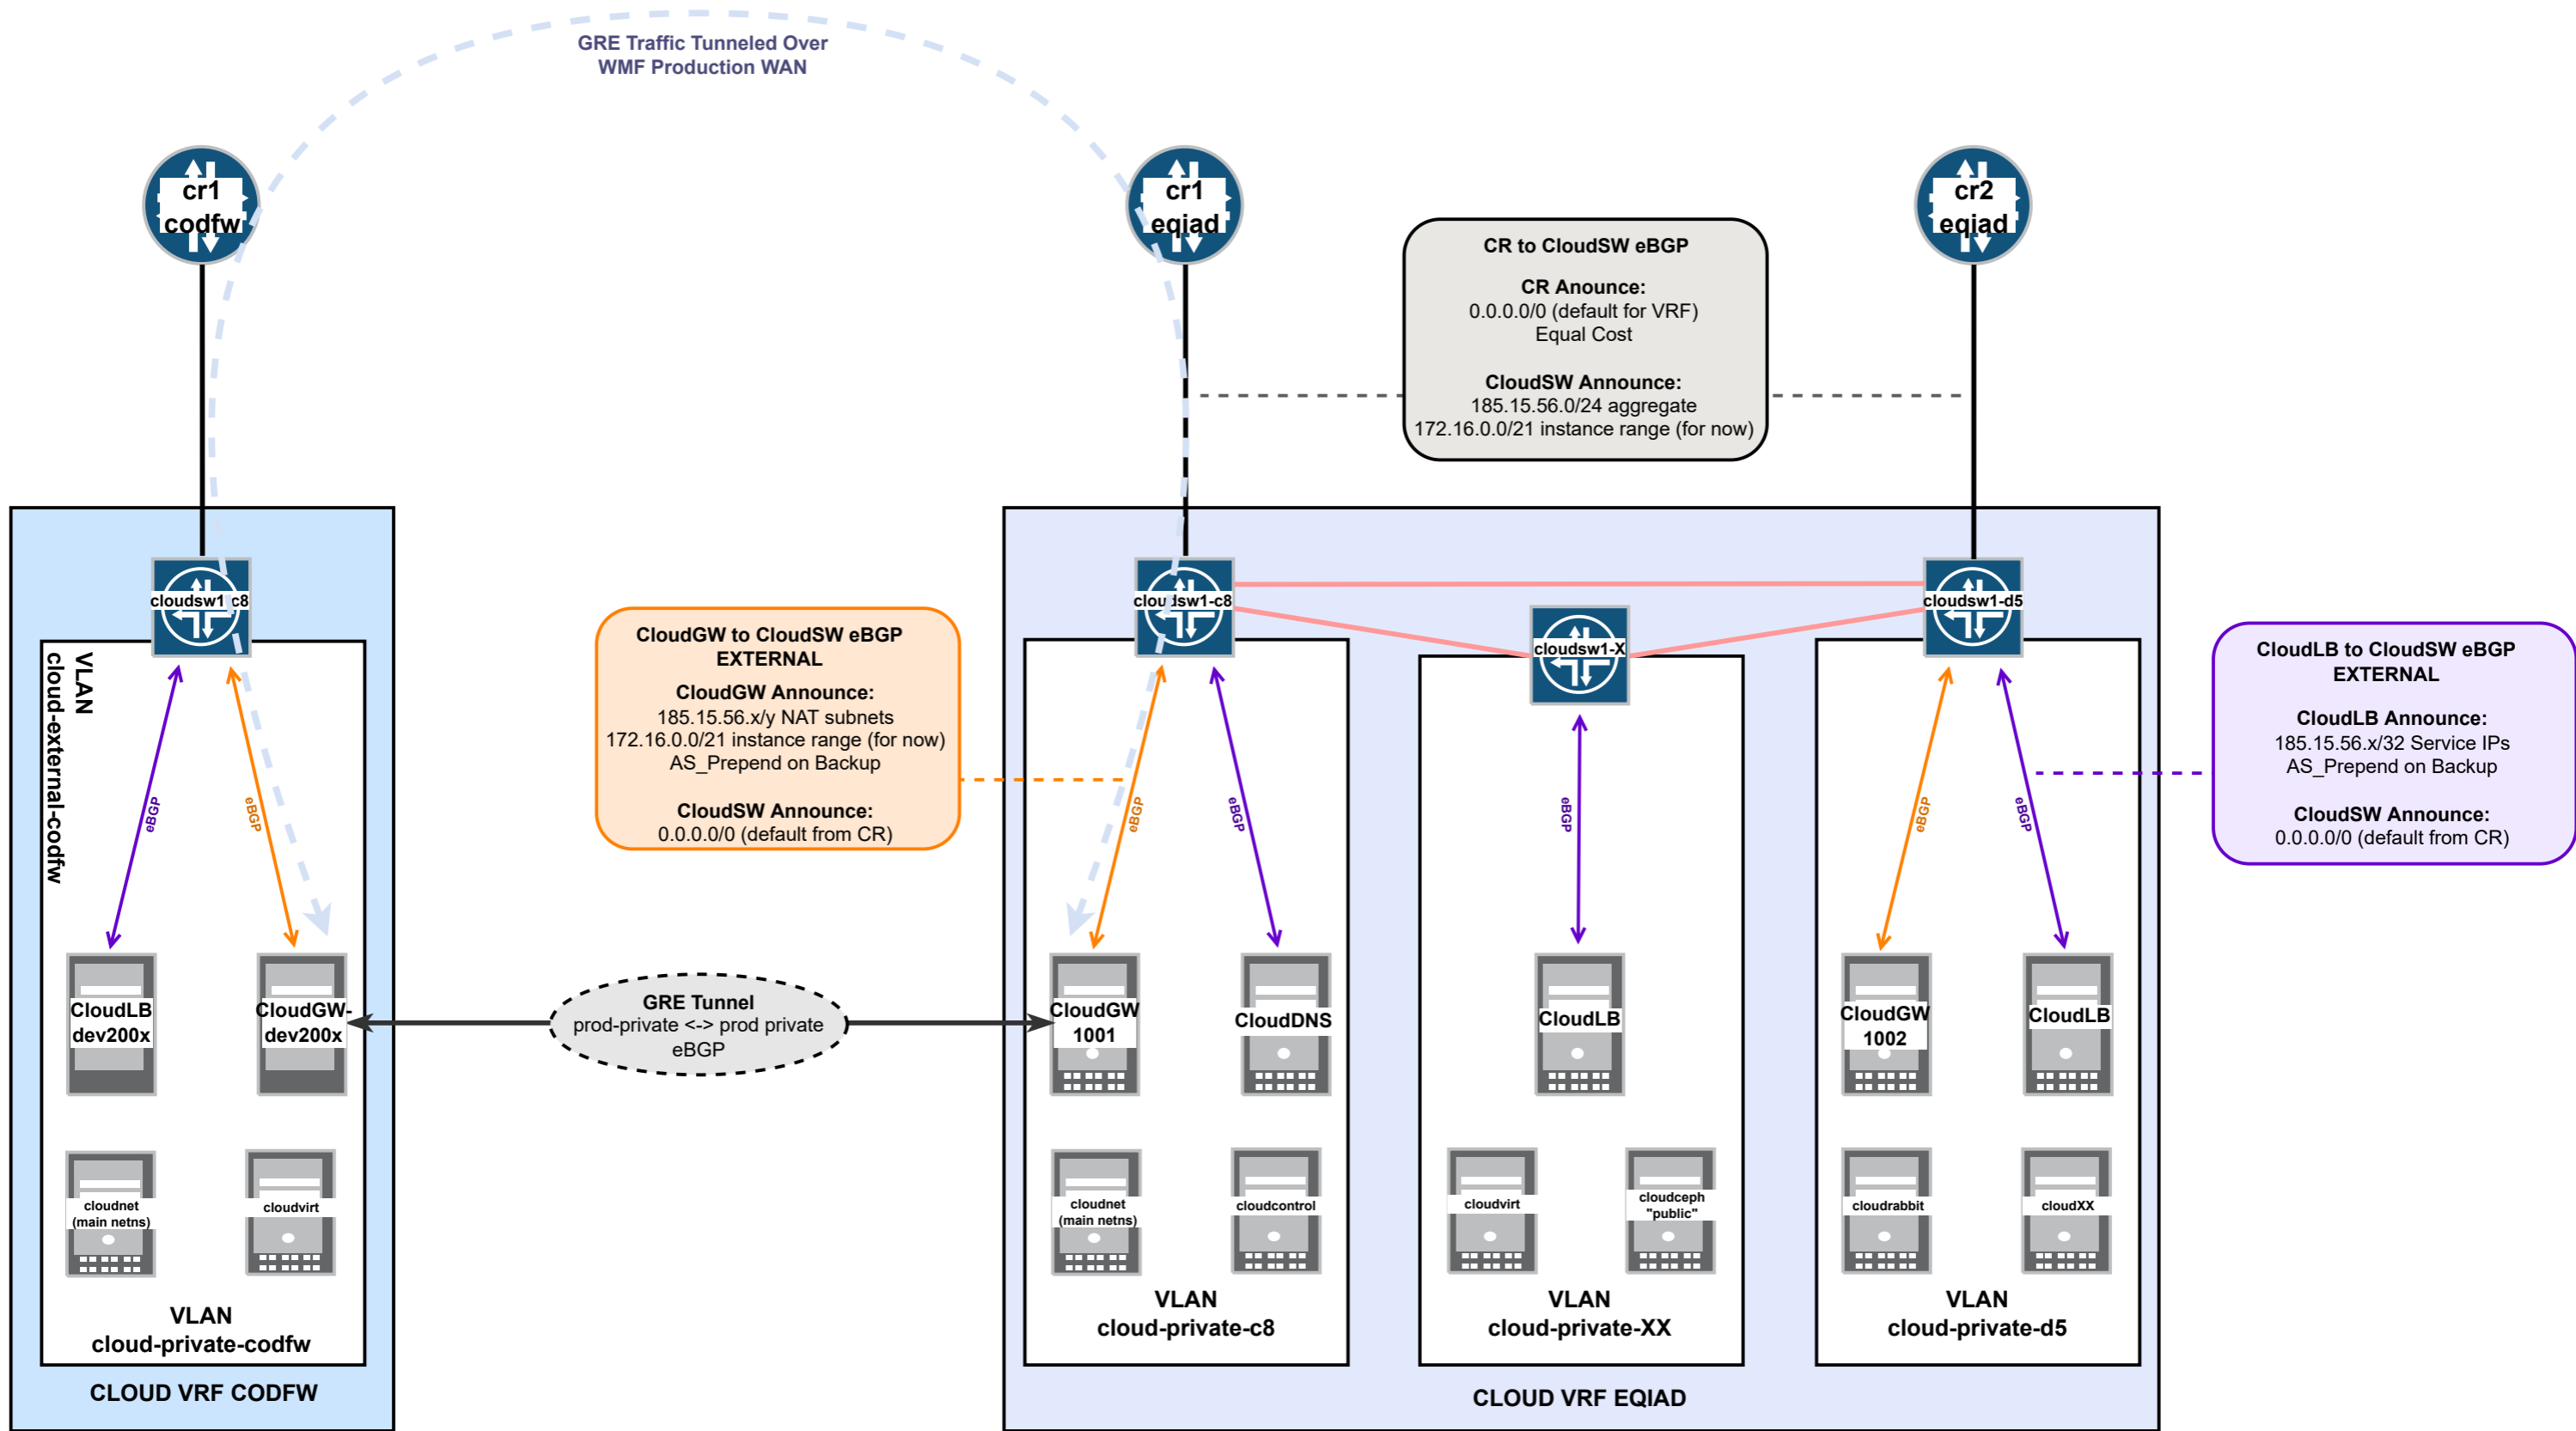 GRE Traffic Tunneled Over
WMF Production WAN
cr1
codfw
cr1
eqiad
cr2
eqiad
CR to CloudSW eBGP
CR Anounce:
0.0.0.0/0 (default for VRF)
Equal Cost
CloudSW Announce:
185.15.56.0/24 aggregate
172.16.0.0/21 instance range (for now)
cloudsw1-c8
cloudsw1-c8
cloudsw1-X
cloudsw1-d5
VLAN
cloud-external-codfw
CloudGW to CloudSW eBGP
EXTERNAL
CloudGW Announce:
185.15.56.x/y NAT subnets
172.16.0.0/21 instance range (for now)
AS_Prepend on Backup
CloudSW Announce:
0.0.0.0/0 (default from CR)
CloudLB to CloudSW eBGP
EXTERNAL
CloudLB Announce:
185.15.56.x/32 Service IPs
AS_Prepend on Backup
CloudSW Announce:
0.0.0.0/0 (default from CR)
eBGP
eBGP
eBGP
eBGP
eBGP
eBGP
eBGP
CloudLB
dev200x
CloudGW-
dev200x
GRE Tunnel
prod-private <-> prod private
eBGP
CloudGW
1001
CloudDNS
CloudLB
CloudGW
1002
CloudLB
cloudnet
(main netns)
cloudvirt
cloudnet
(main netns)
cloudcontrol
cloudvirt
cloudceph
"public"
cloudrabbit
cloudXX
VLAN
cloud-private-codfw
VLAN
cloud-private-c8
VLAN
cloud-private-XX
VLAN
cloud-private-d5
CLOUD VRF CODFW
CLOUD VRF EQIAD